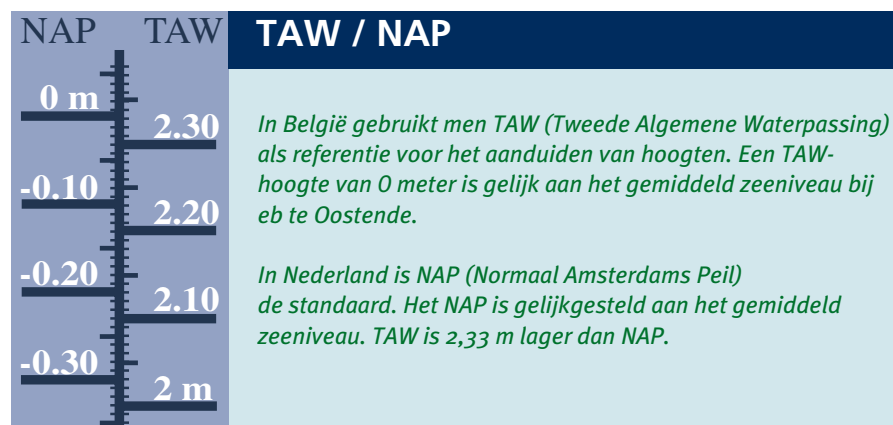 NAP TAW
0 m
2.30
-0.10
2.20
-0.20
2.10
-0.30
2 m
TAW / NAP
In België gebruikt men TAW (Tweede Algemene Waterpassing)
als referentie voor het aanduiden van hoogten. Een TAW-
hoogte van 0 meter is gelijk aan het gemiddeld zeeniveau bij
eb te Oostende.
In Nederland is NAP (Normaal Amsterdams Peil)
de standaard. Het NAP is gelijkgesteld aan het gemiddeld
zeeniveau. TAW is 2,33 m lager dan NAP.